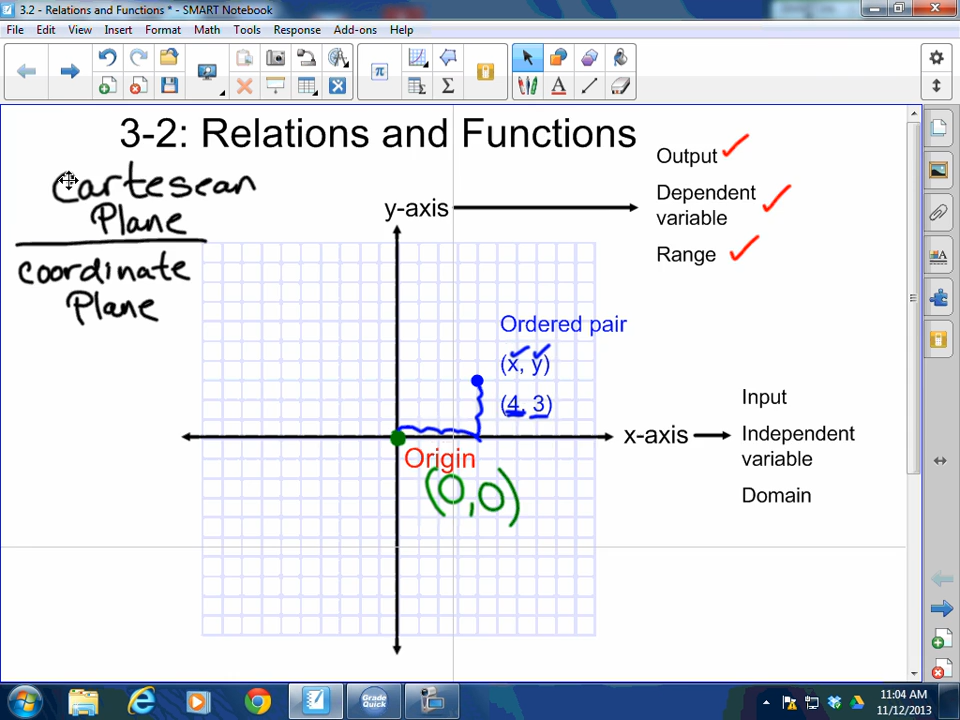 3.2 - Relations and Functions * - SMART Notebook
File Edit View Insert Format Math Tools Response Add-ons Help
π Σ A
3-2: Relations and Functions
Cartesean
Plane
coordinate
Plane
y-axis
Output
Dependent
variable
Range
Ordered pair
(x, y)
(4, 3)
x-axis
Origin
(0,0)
Input
Independent
variable
Domain
Grade
Quick
11:04 AM
11/12/2013